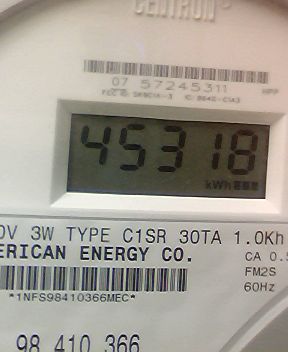 CENTRON®
07 57245311
45318
kWh
0V 3W TYPE C1SR 30TA 1.0Kh
ERICAN ENERGY CO.
CA 0.5
FM2S
*1NFS98410366MEC*
60Hz
98 410 366